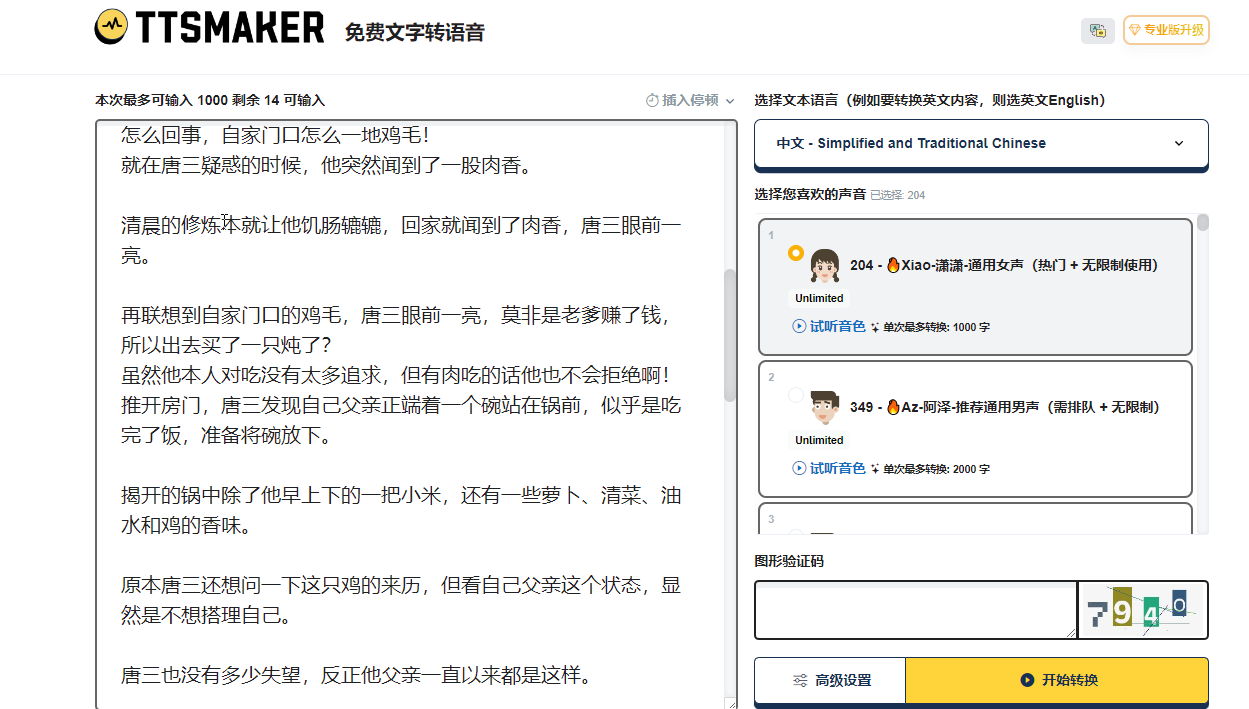 TTSMAKER 免费文字转语音
专业版升级
本次最多可输入 1000 剩余 14 可输入
插入停顿
怎么回事，自家门口怎么一地鸡毛！
就在唐三疑惑的时候，他突然闻到了一股肉香。
清晨的修炼本就让他饥肠辘辘，回家就闻到了肉香，唐三眼前一
亮。
再联想到自家门口的鸡毛，唐三眼前一亮，莫非是老爹赚了钱，
所以出去买了一只炖了？
虽然他本人对吃没有太多追求，但有肉吃的话他也不会拒绝啊！
推开房门，唐三发现自己父亲正端着一个碗站在锅前，似乎是吃
完了饭，准备将碗放下。
揭开的锅中除了他早上下的一把小米，还有一些萝卜、清菜、油
水和鸡的香味。
原本唐三还想问一下这只鸡的来历，但看自己父亲这个状态，显
然是不想搭理自己。
唐三也没有多少失望，反正他父亲一直以来都是这样。
选择文本语言（例如要转换英文内容，则选英文English）
中文 - Simplified and Traditional Chinese
选择您喜欢的声音 已选择: 204
1
204 - 🔥Xiao-潇潇-通用女声（热门 + 无限制使用）
Unlimited
试听音色 单次最多转换: 1000 字
2
349 - 🔥Az-阿泽-推荐通用男声（需排队 + 无限制）
Unlimited
试听音色 单次最多转换: 2000 字
3
图形验证码
7940
高级设置
开始转换